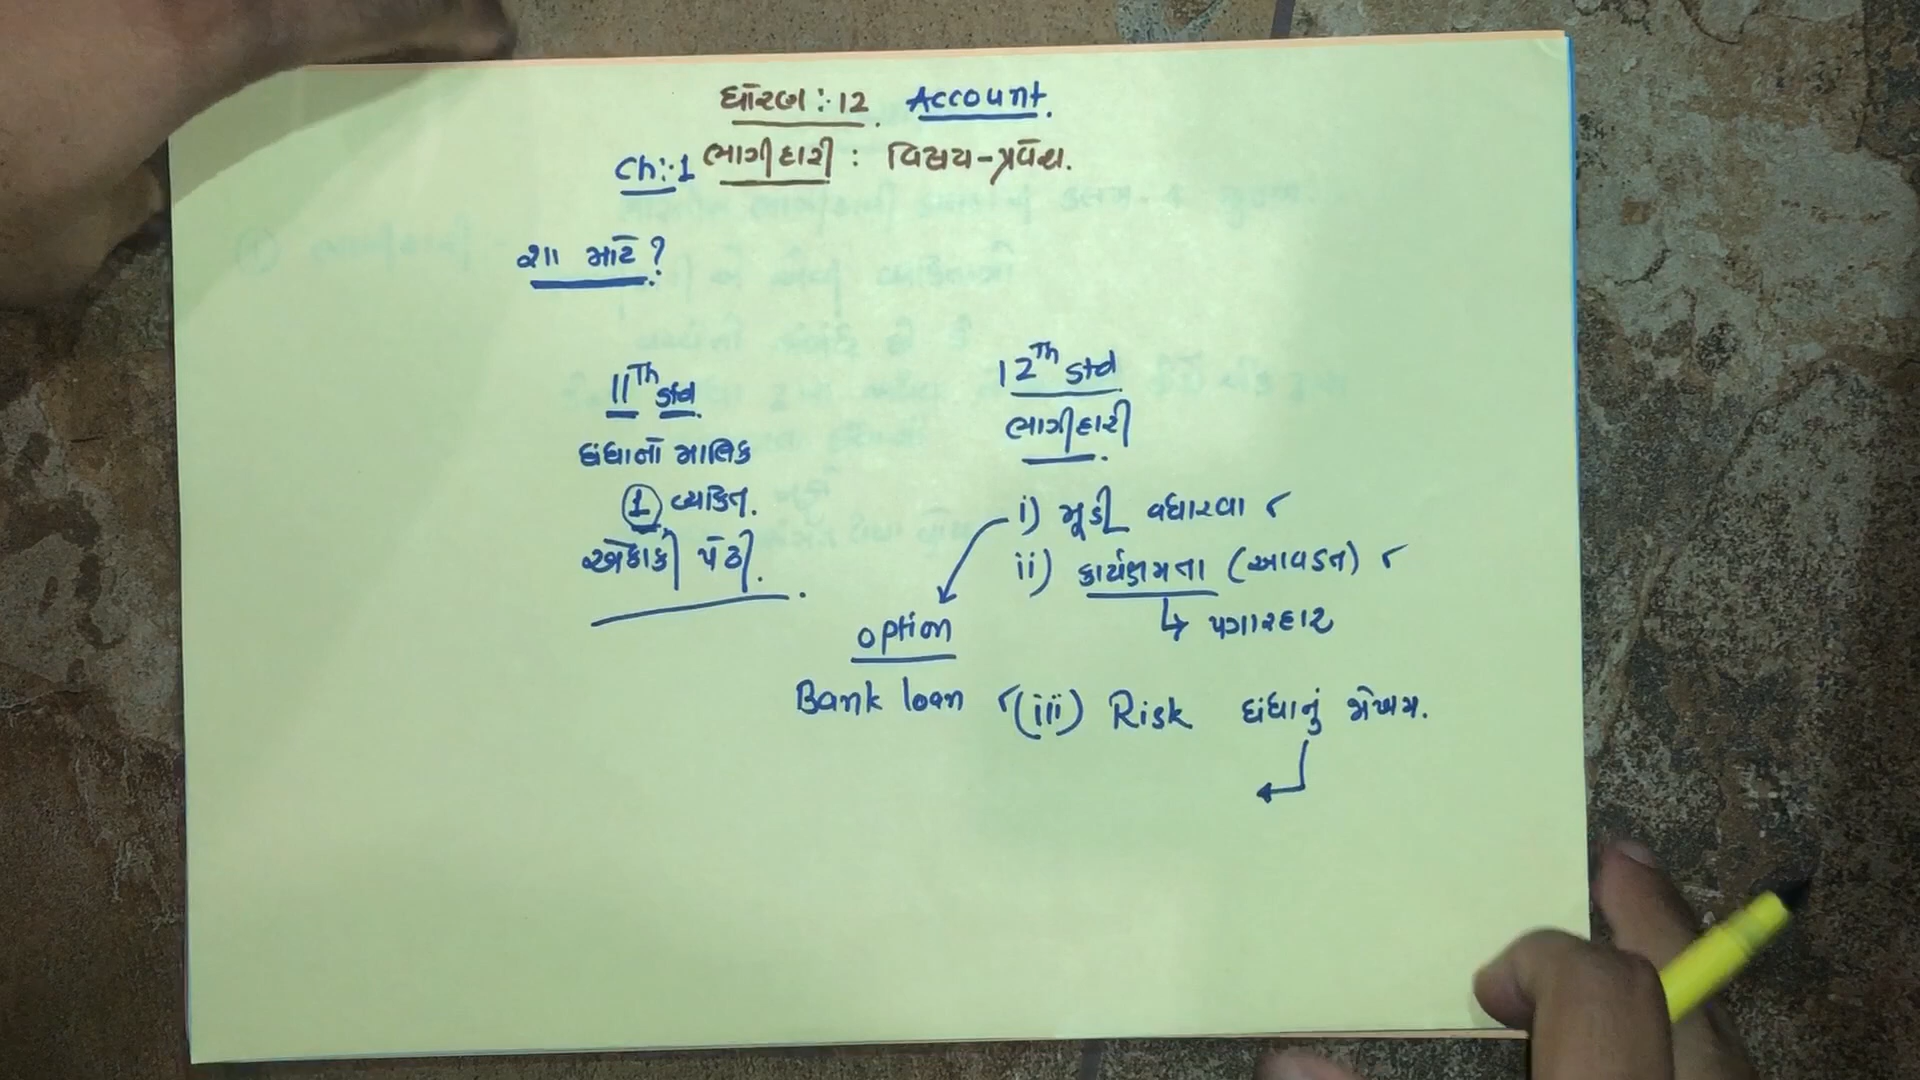 ધોરણ :- 12 Account.
Ch:-1 ભાગીદારી : વિષય-પ્રવેશ.
શા માટે ?
11Th std
ધંધાનો માલિક
1 વ્યકિત.
એકાકી પેઢી.
12Th std
ભાગીદારી
i) મૂડી વધારવા
ii) કાર્યક્ષમતા (આવડત)
↳ પગારદાર
option
Bank loan
(iii) Risk ધંધાનું જોખમ.